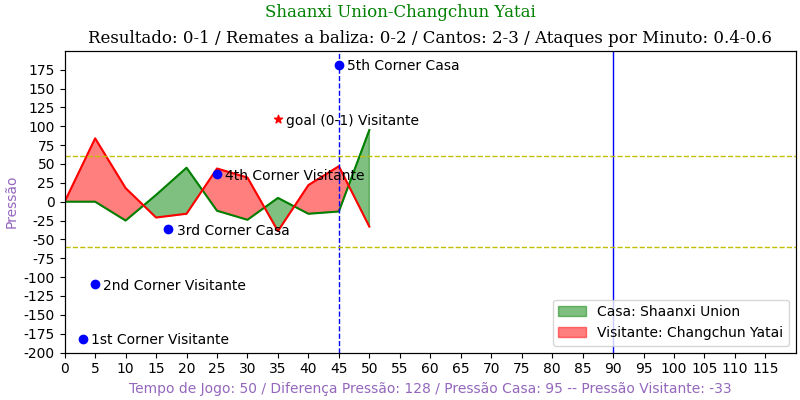 Shaanxi Union-Changchun Yatai
Resultado: 0-1 / Remates a baliza: 0-2 / Cantos: 2-3 / Ataques por Minuto: 0.4-0.6
175
150
125
100
75
50
25
0
-25
-50
-75
-100
-125
-150
-175
-200
Pressão
5th Corner Casa
goal (0-1) Visitante
4th Corner Visitante
3rd Corner Casa
2nd Corner Visitante
1st Corner Visitante
Casa: Shaanxi Union
Visitante: Changchun Yatai
0 5 10 15 20 25 30 35 40 45 50 55 60 65 70 75 80 85 90 95 100 105 110 115
Tempo de Jogo: 50 / Diferença Pressão: 128 / Pressão Casa: 95 -- Pressão Visitante: -33